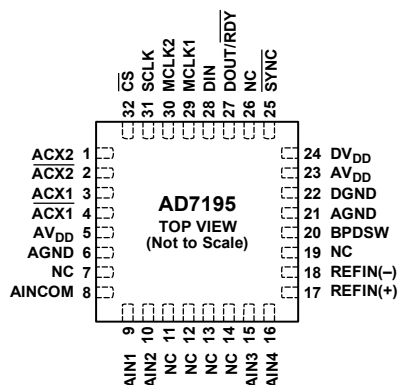 CS
SCLK
MCLK2
MCLK1
DIN
DOUT/RDY
NC
SYNC
32 31 30 29 28 27 26 25
ACX2 1
ACX2 2
ACX1 3
ACX1 4
AVDD 5
AGND 6
NC 7
AINCOM 8
AD7195
TOP VIEW
(Not to Scale)
24 DVDD
23 AVDD
22 DGND
21 AGND
20 BPDSW
19 NC
18 REFIN(–)
17 REFIN(+)
9 10 11 12 13 14 15 16
AIN1
AIN2
NC
NC
NC
NC
AIN3
AIN4